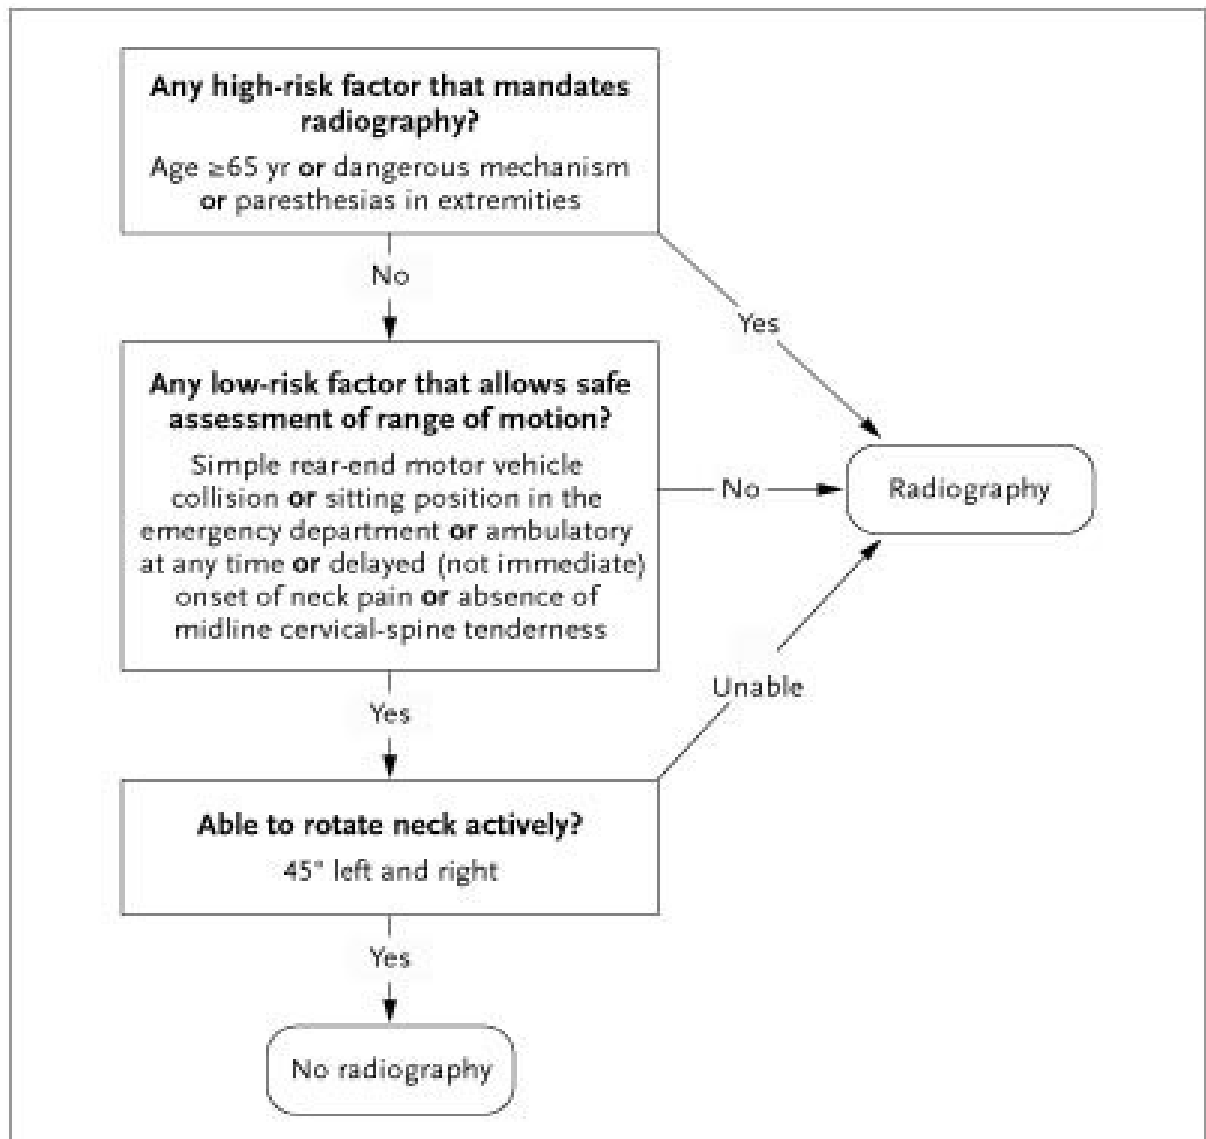 Any high-risk factor that mandates
radiography?
Age ≥65 yr or dangerous mechanism
or paresthesias in extremities
No
Yes
Any low-risk factor that allows safe
assessment of range of motion?
Simple rear-end motor vehicle
collision or sitting position in the
emergency department or ambulatory
at any time or delayed (not immediate)
onset of neck pain or absence of
midline cervical-spine tenderness
No
Radiography
Yes
Unable
Able to rotate neck actively?
45° left and right
Yes
No radiography